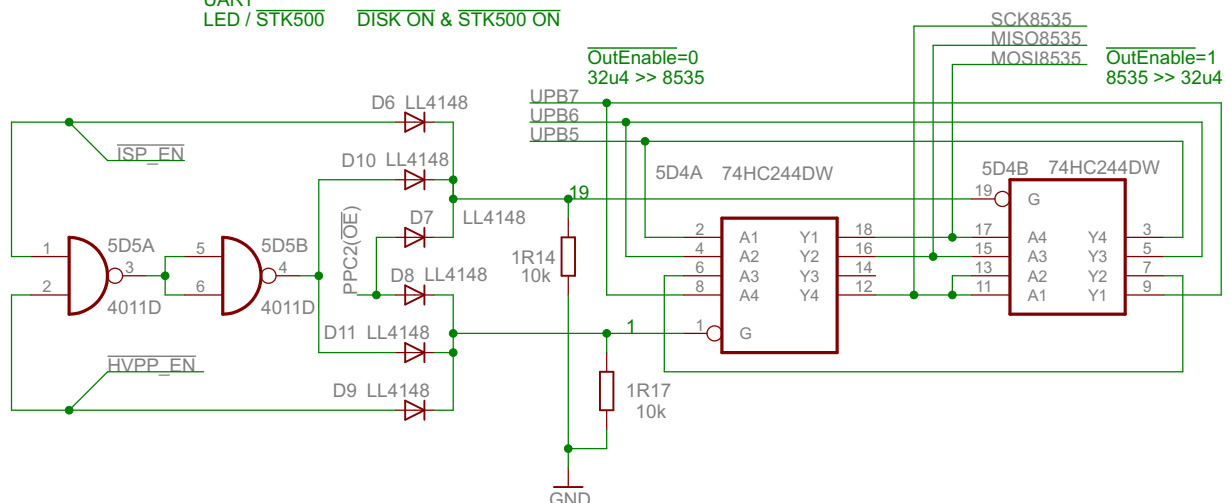 UART
LED / STK500 DISK ON & STK500 ON
SCK8535
MISO8535
MOSI8535
OutEnable=0
32u4 >> 8535
OutEnable=1
8535 >> 32u4
UPB7
UPB6
UPB5
D6 LL4148
ISP_EN
D10 LL4148
D7
LL4148
PPC2(OE)
D8 LL4148
D11 LL4148
HVPP_EN
D9 LL4148
1
2
3
5D5A
4011D
5
6
4
5D5B
4011D
19
1R14
10k
1
1R17
10k
GND
5D4A 74HC244DW
2 A1 Y1 18
4 A2 Y2 16
6 A3 Y3 14
8 A4 Y4 12
1 G
5D4B 74HC244DW
19 G
17 A4 Y4 3
15 A3 Y3 5
13 A2 Y2 7
11 A1 Y1 9